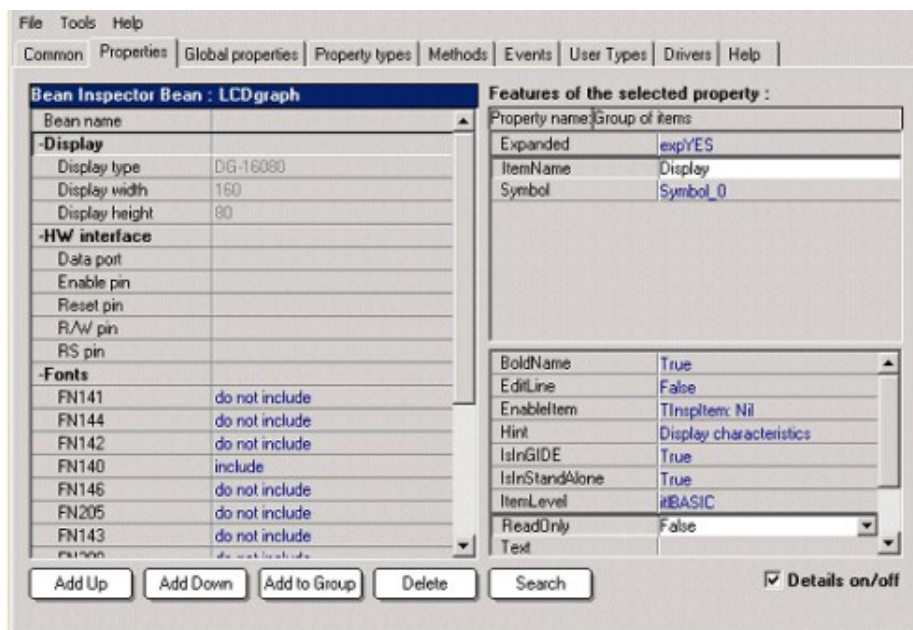 File Tools Help
Common Properties Global properties Property types Methods Events User Types Drivers Help
Bean Inspector Bean : LCDgraph
Bean name
-Display
Display type DG-16080
Display width 160
Display height 80
-HW interface
Data port
Enable pin
Reset pin
R/W pin
RS pin
-Fonts
FN141 do not include
FN144 do not include
FN142 do not include
FN140 include
FN146 do not include
FN205 do not include
FN143 do not include
do not include
Features of the selected property :
Property name: Group of items
Expanded expYES
ItemName Display
Symbol Symbol_0
BoldName True
EditLine False
EnableItem TInspItem: Nil
Hint Display characteristics
IsInGIDE True
IsInStandAlone True
ItemLevel itlBASIC
ReadOnly False
Text
Add Up Add Down Add to Group Delete Search Details on/off